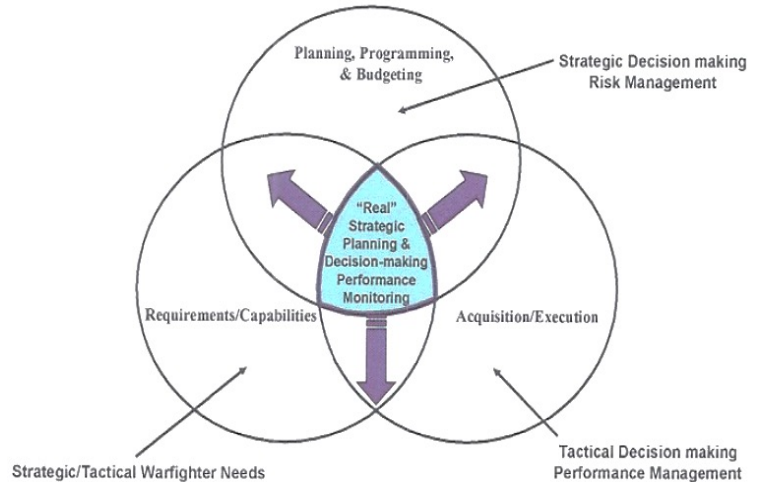 Planning, Programming,
& Budgeting
Strategic Decision making
Risk Management
“Real”
Strategic
Planning &
Decision-making
Performance
Monitoring
Requirements/Capabilities
Acquisition/Execution
Strategic/Tactical Warfighter Needs
Tactical Decision making
Performance Management